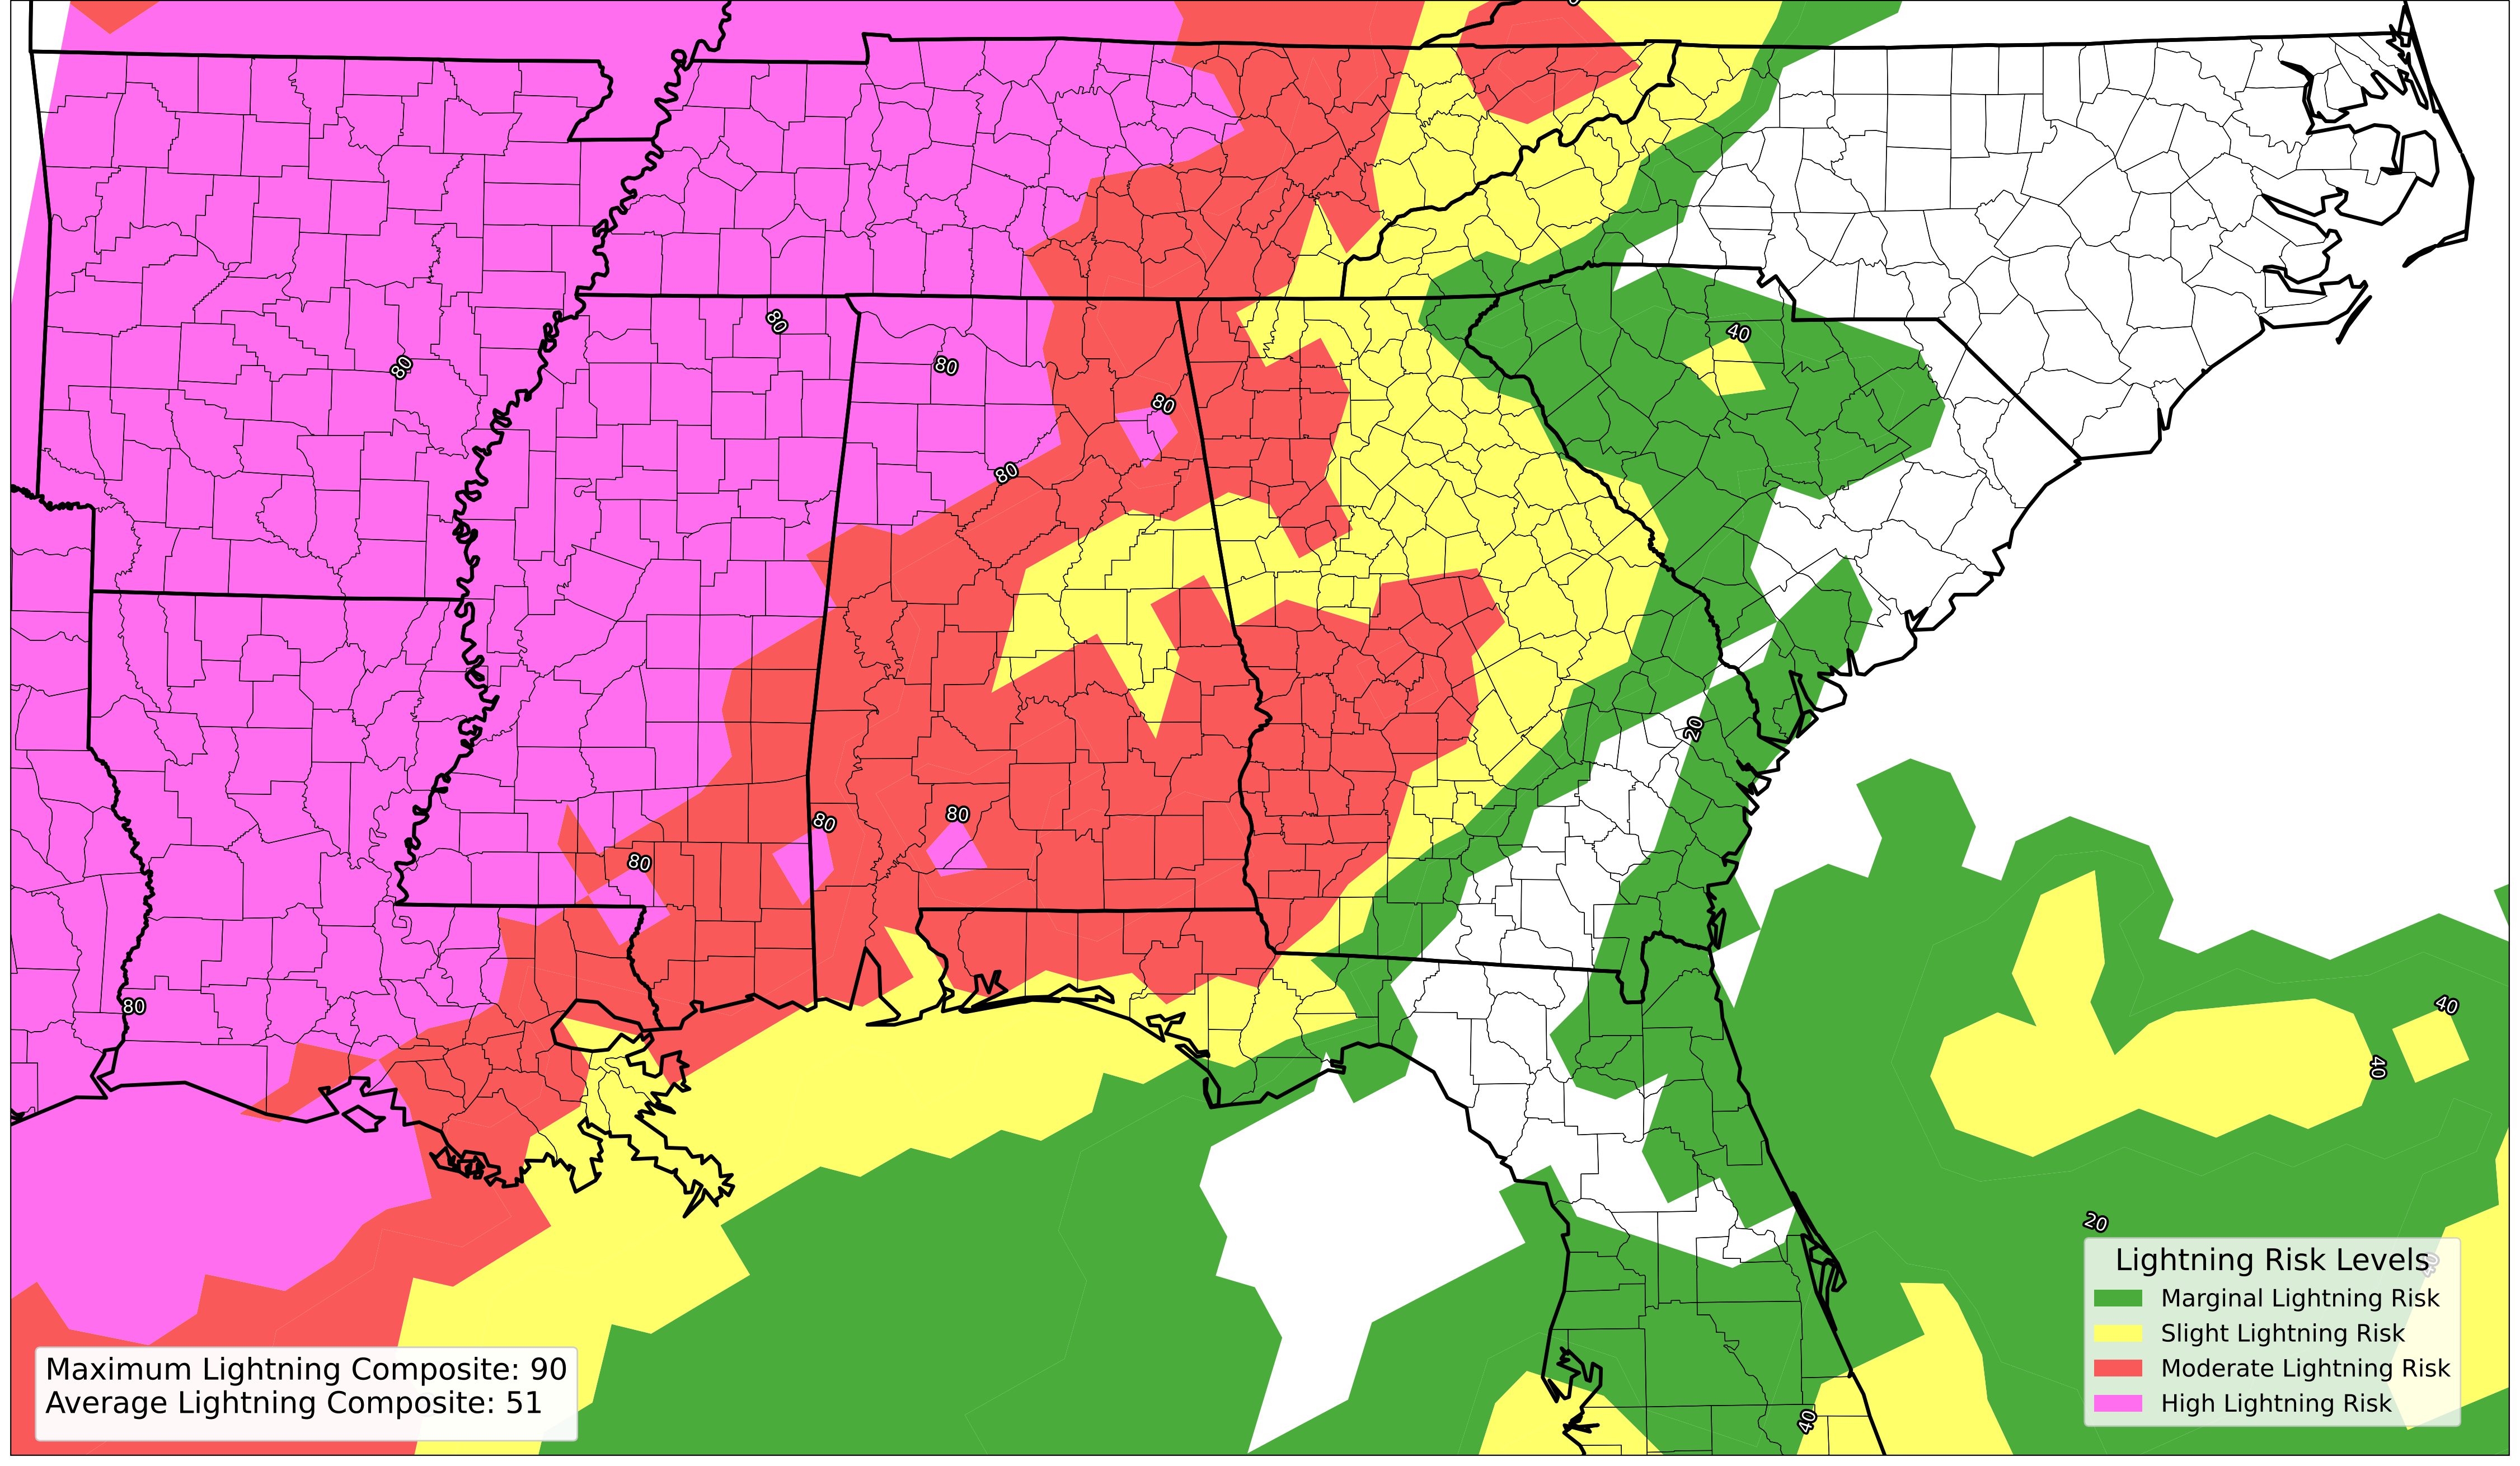 80
80
80
40
80
80
20
80
80
80
40
80
40
20
40
Lightning Risk Levels
Marginal Lightning Risk
Slight Lightning Risk
Moderate Lightning Risk
High Lightning Risk
Maximum Lightning Composite: 90
Average Lightning Composite: 51
40